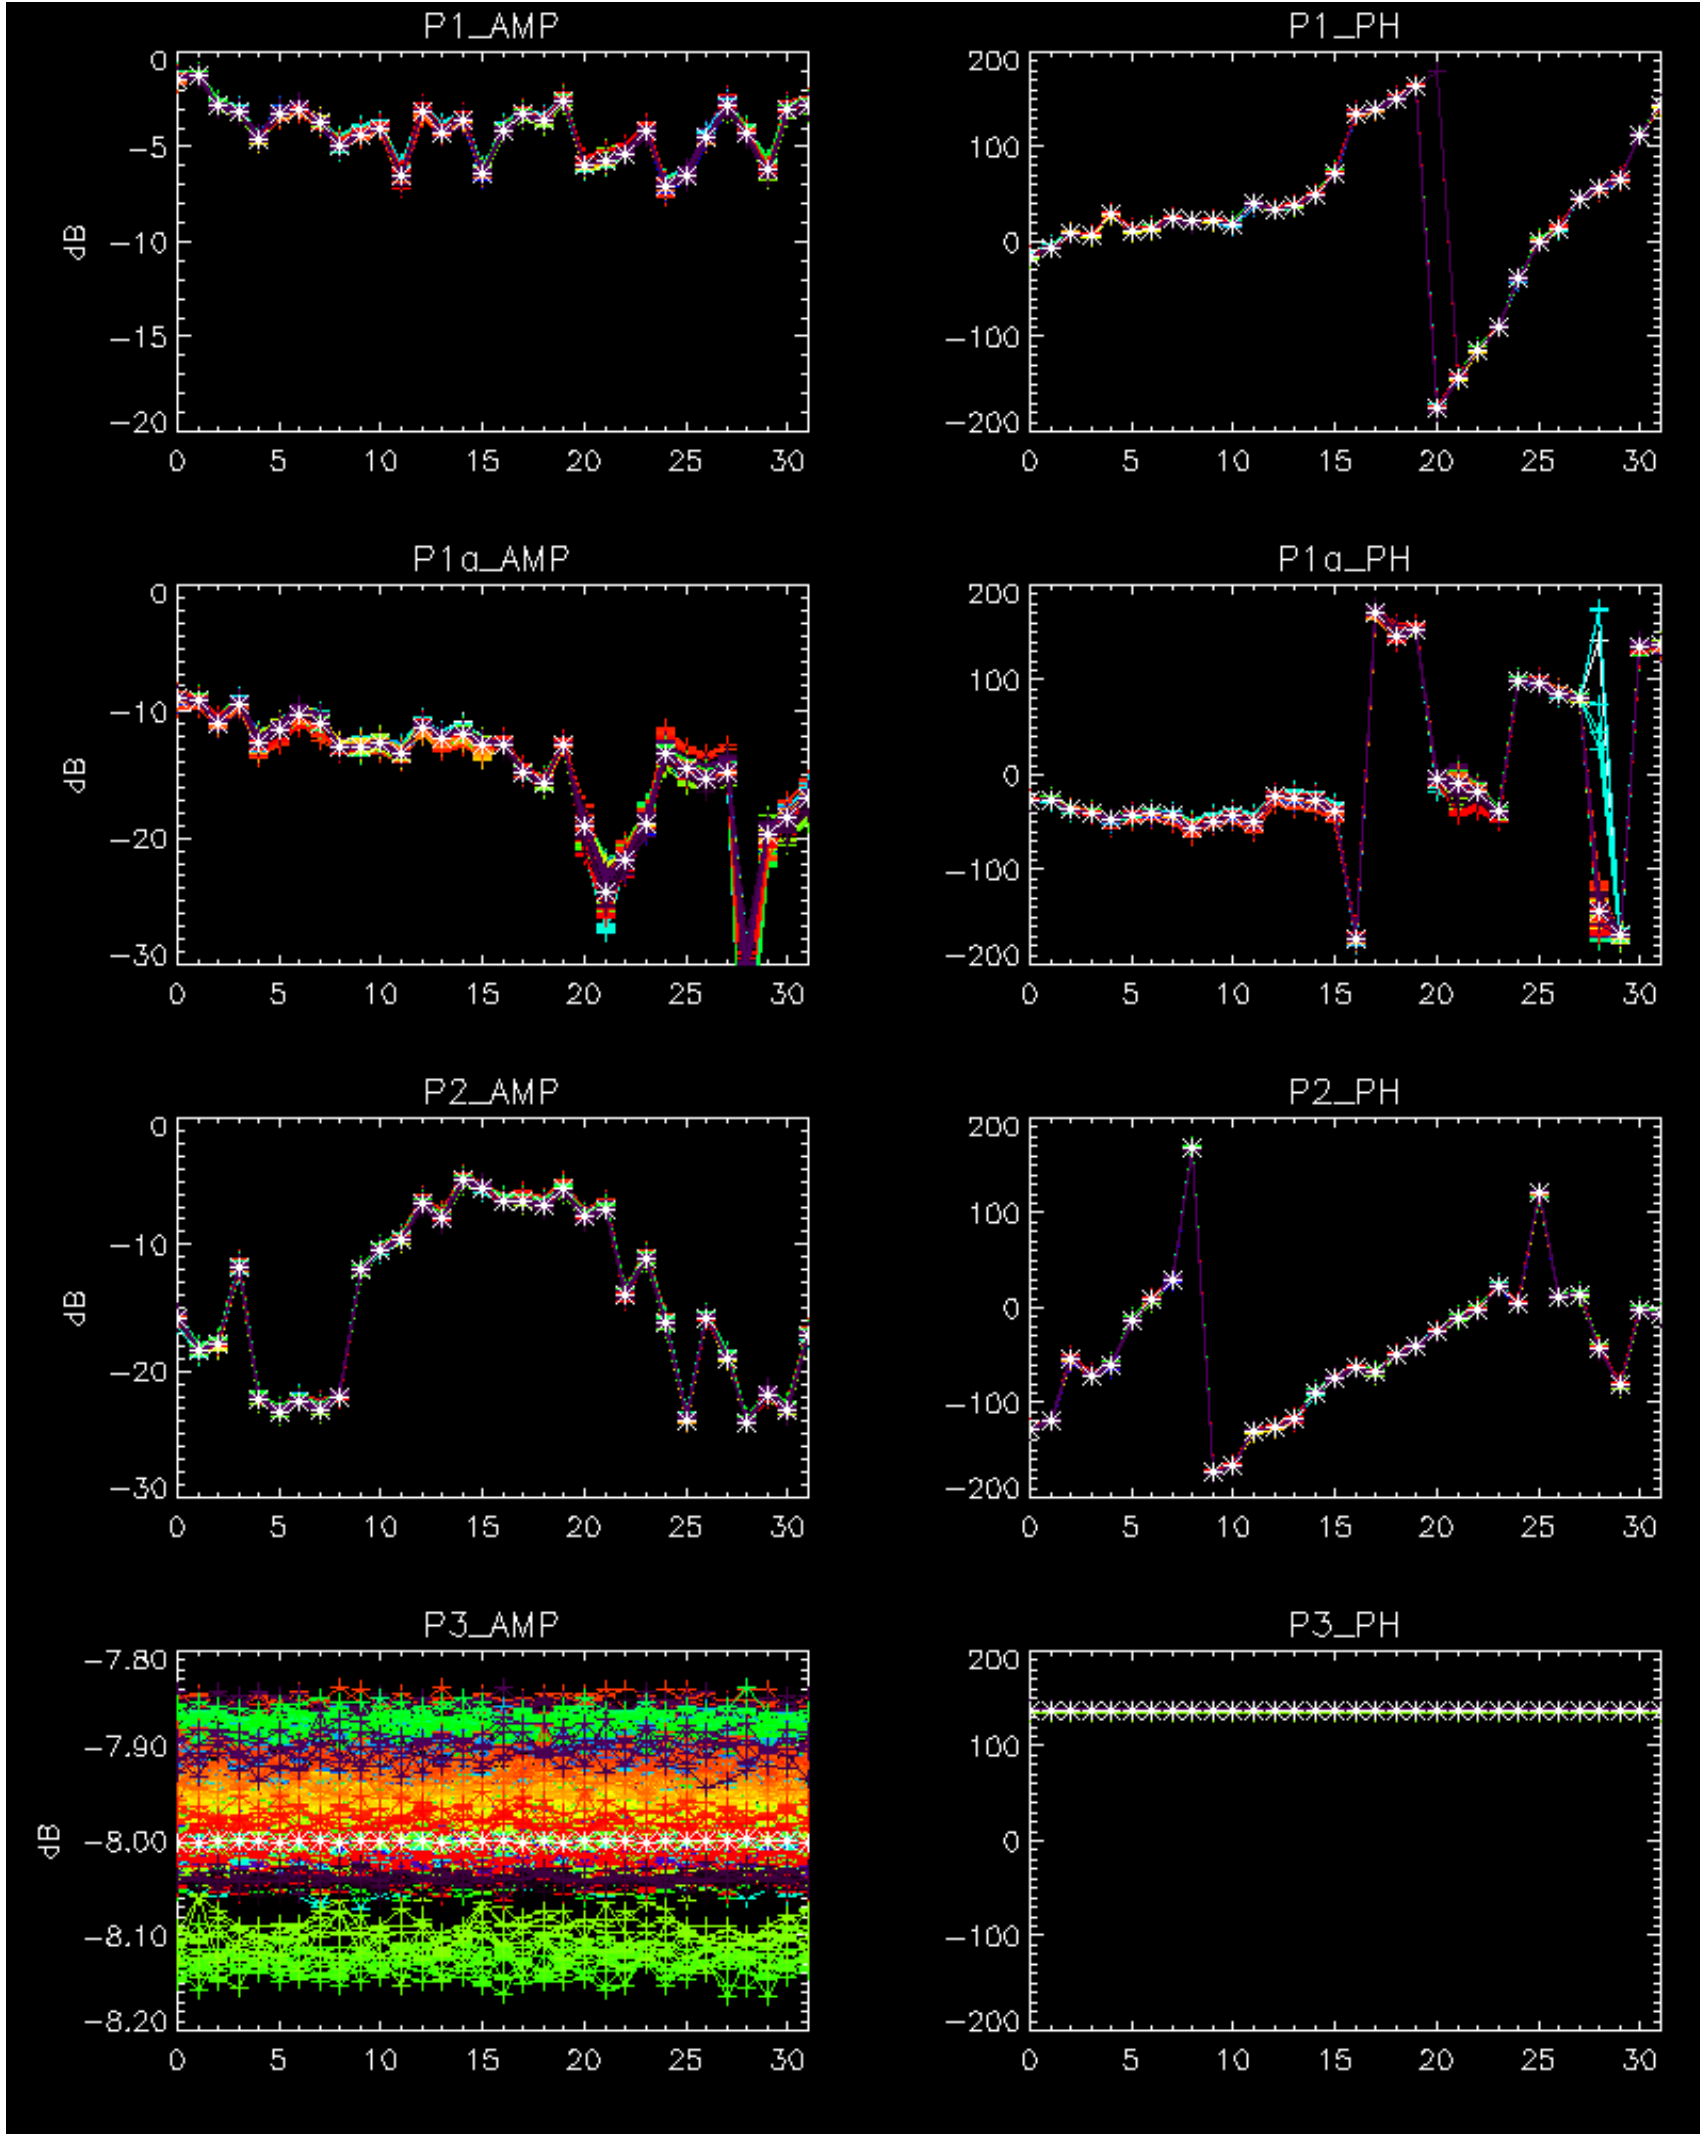 P1_AMP P1_PH
0 200
-5 100
dB -10 0
-15 -100
-20 -200
0 5 10 15 20 25 30 0 5 10 15 20 25 30
P1a_AMP P1a_PH
0 200
-10 100
dB 0
-20 -100
-30 -200
0 5 10 15 20 25 30 0 5 10 15 20 25 30
P2_AMP P2_PH
0 200
-10 100
dB 0
-20 -100
-30 -200
0 5 10 15 20 25 30 0 5 10 15 20 25 30
P3_AMP P3_PH
-7.80 200
-7.90 100
dB -8.00 0
-8.10 -100
-8.20 -200
0 5 10 15 20 25 30 0 5 10 15 20 25 30